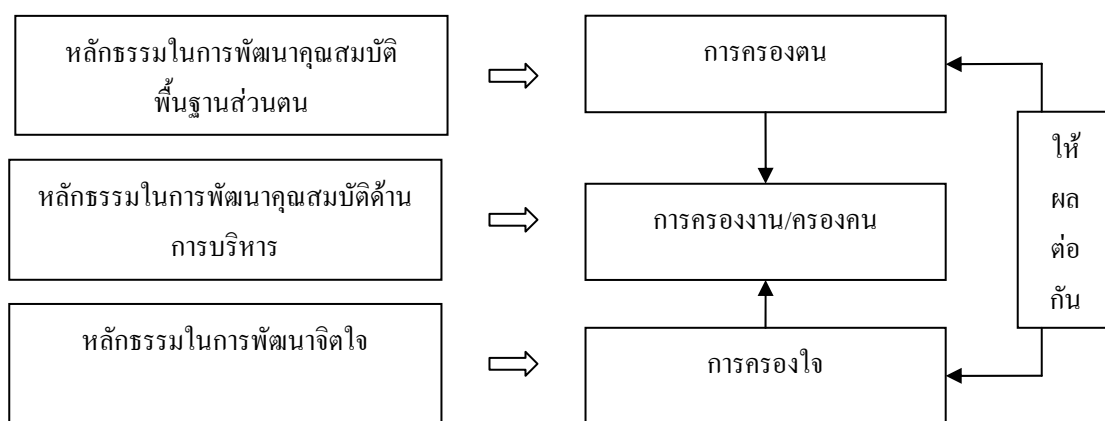 หลักธรรมในการพัฒนาคุณสมบัติ
พื้นฐานส่วนตน
การครองตน
หลักธรรมในการพัฒนาคุณสมบัติด้าน
การบริหาร
การครองงาน/ครองคน
หลักธรรมในการพัฒนาจิตใจ
การครองใจ
ให้
ผล
ต่อ
กัน